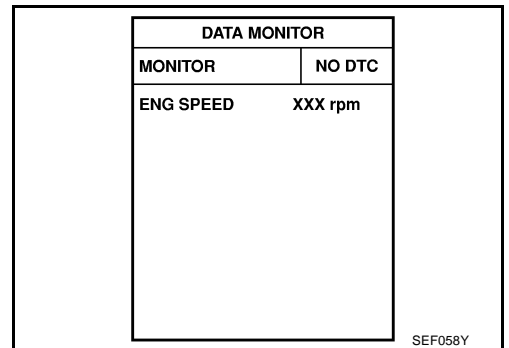 DATA MONITOR
MONITOR NO DTC
ENG SPEED XXX rpm
SEF058Y